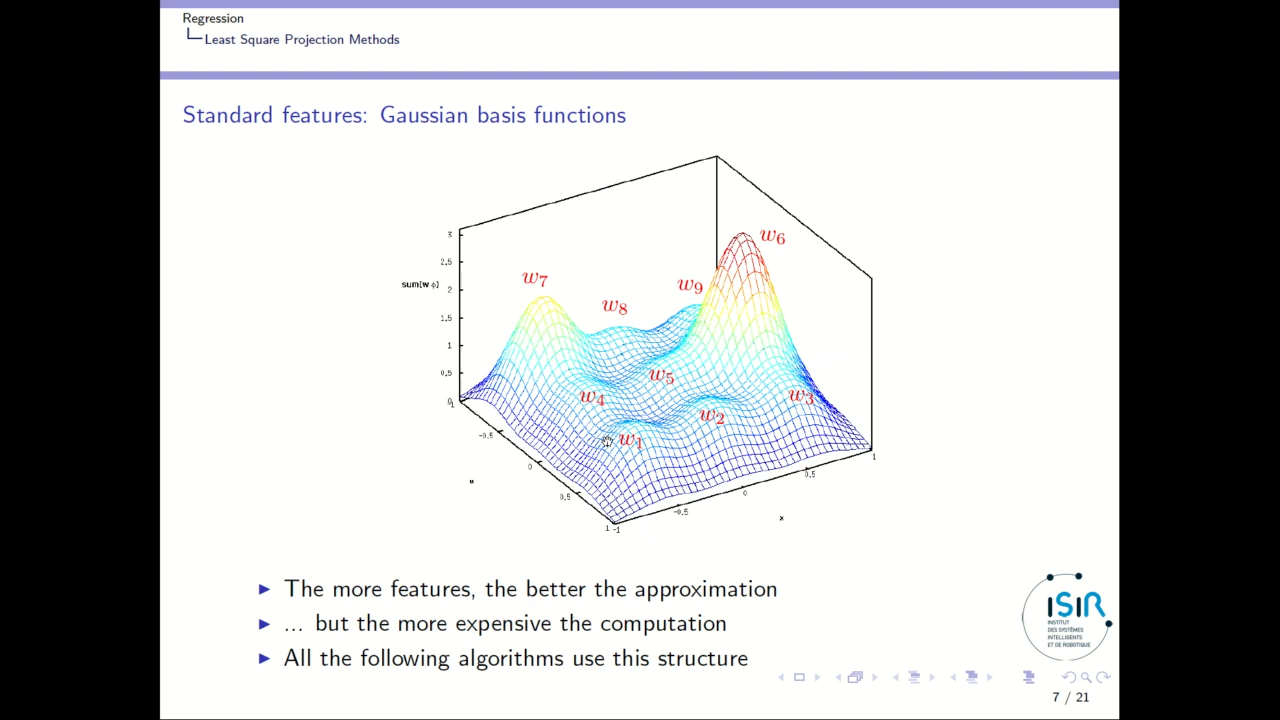 Regression
Least Square Projection Methods
Standard features: Gaussian basis functions
w6
w7
w9
w8
w5
w4
w3
w2
w1
sum(w φ)
3
2.5
2
1.5
1
0.5
0
-1
-0.5
0
0.5
1
u
-1
-0.5
0
0.5
1
x
The more features, the better the approximation
... but the more expensive the computation
All the following algorithms use this structure
ISIR
INSTITUT
DES SYSTÈMES
INTELLIGENTS
ET DE ROBOTIQUE
7 / 21